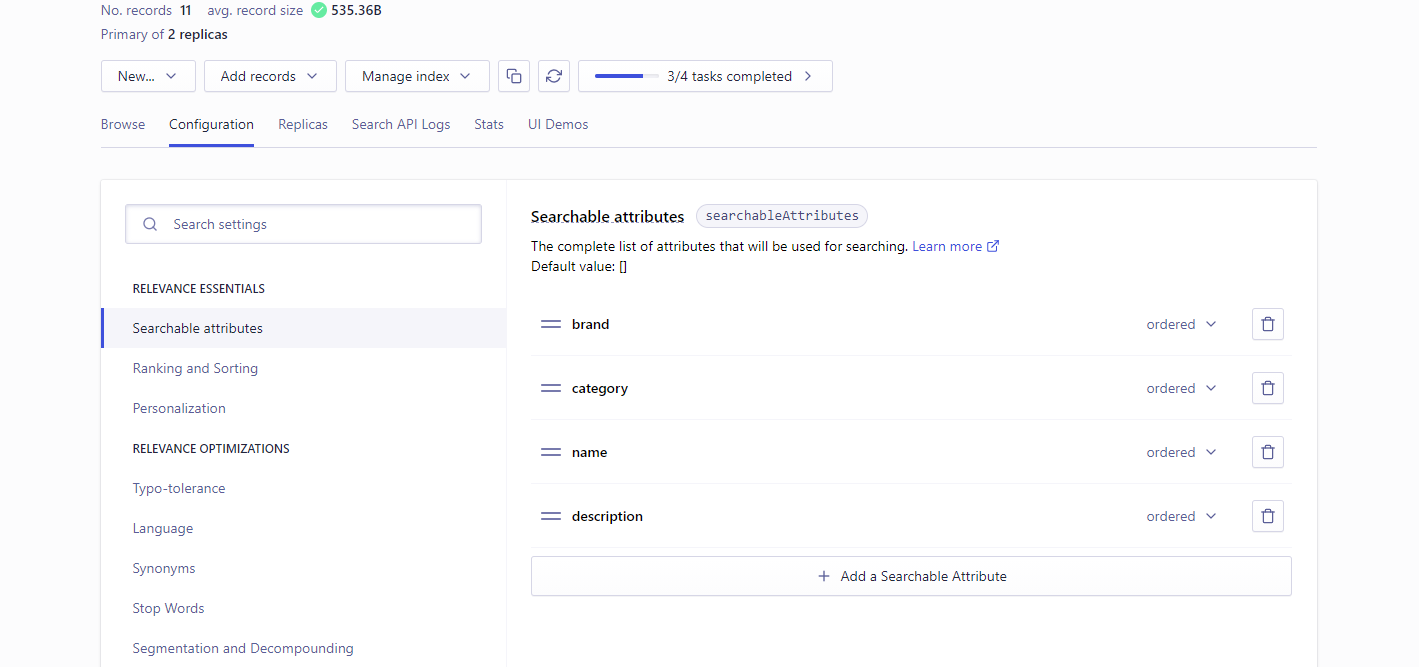 No. records 11 avg. record size 535.36B
Primary of 2 replicas
New... Add records Manage index 3/4 tasks completed
Browse Configuration Replicas Search API Logs Stats UI Demos
Search settings
RELEVANCE ESSENTIALS
Searchable attributes
Ranking and Sorting
Personalization
RELEVANCE OPTIMIZATIONS
Typo-tolerance
Language
Synonyms
Stop Words
Segmentation and Decompounding
Searchable attributes searchableAttributes
The complete list of attributes that will be used for searching. Learn more
Default value: []
brand ordered
category ordered
name ordered
description ordered
Add a Searchable Attribute